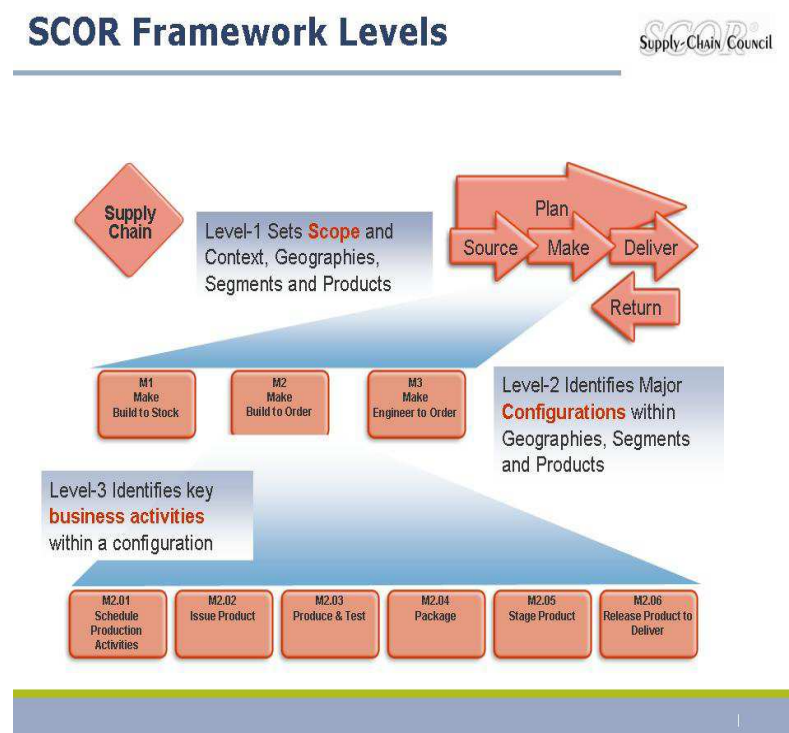 SCOR Framework Levels
SCOR®
Supply-Chain Council
Supply
Chain
Level-1 Sets Scope and
Context, Geographies,
Segments and Products
Plan
Source
Make
Deliver
Return
M1
Make
Build to Stock
M2
Make
Build to Order
M3
Make
Engineer to Order
Level-2 Identifies Major
Configurations within
Geographies, Segments
and Products
Level-3 Identifies key
business activities
within a configuration
M2.01
Schedule
Production
Activities
M2.02
Issue Product
M2.03
Produce & Test
M2.04
Package
M2.05
Stage Product
M2.06
Release Product to
Deliver